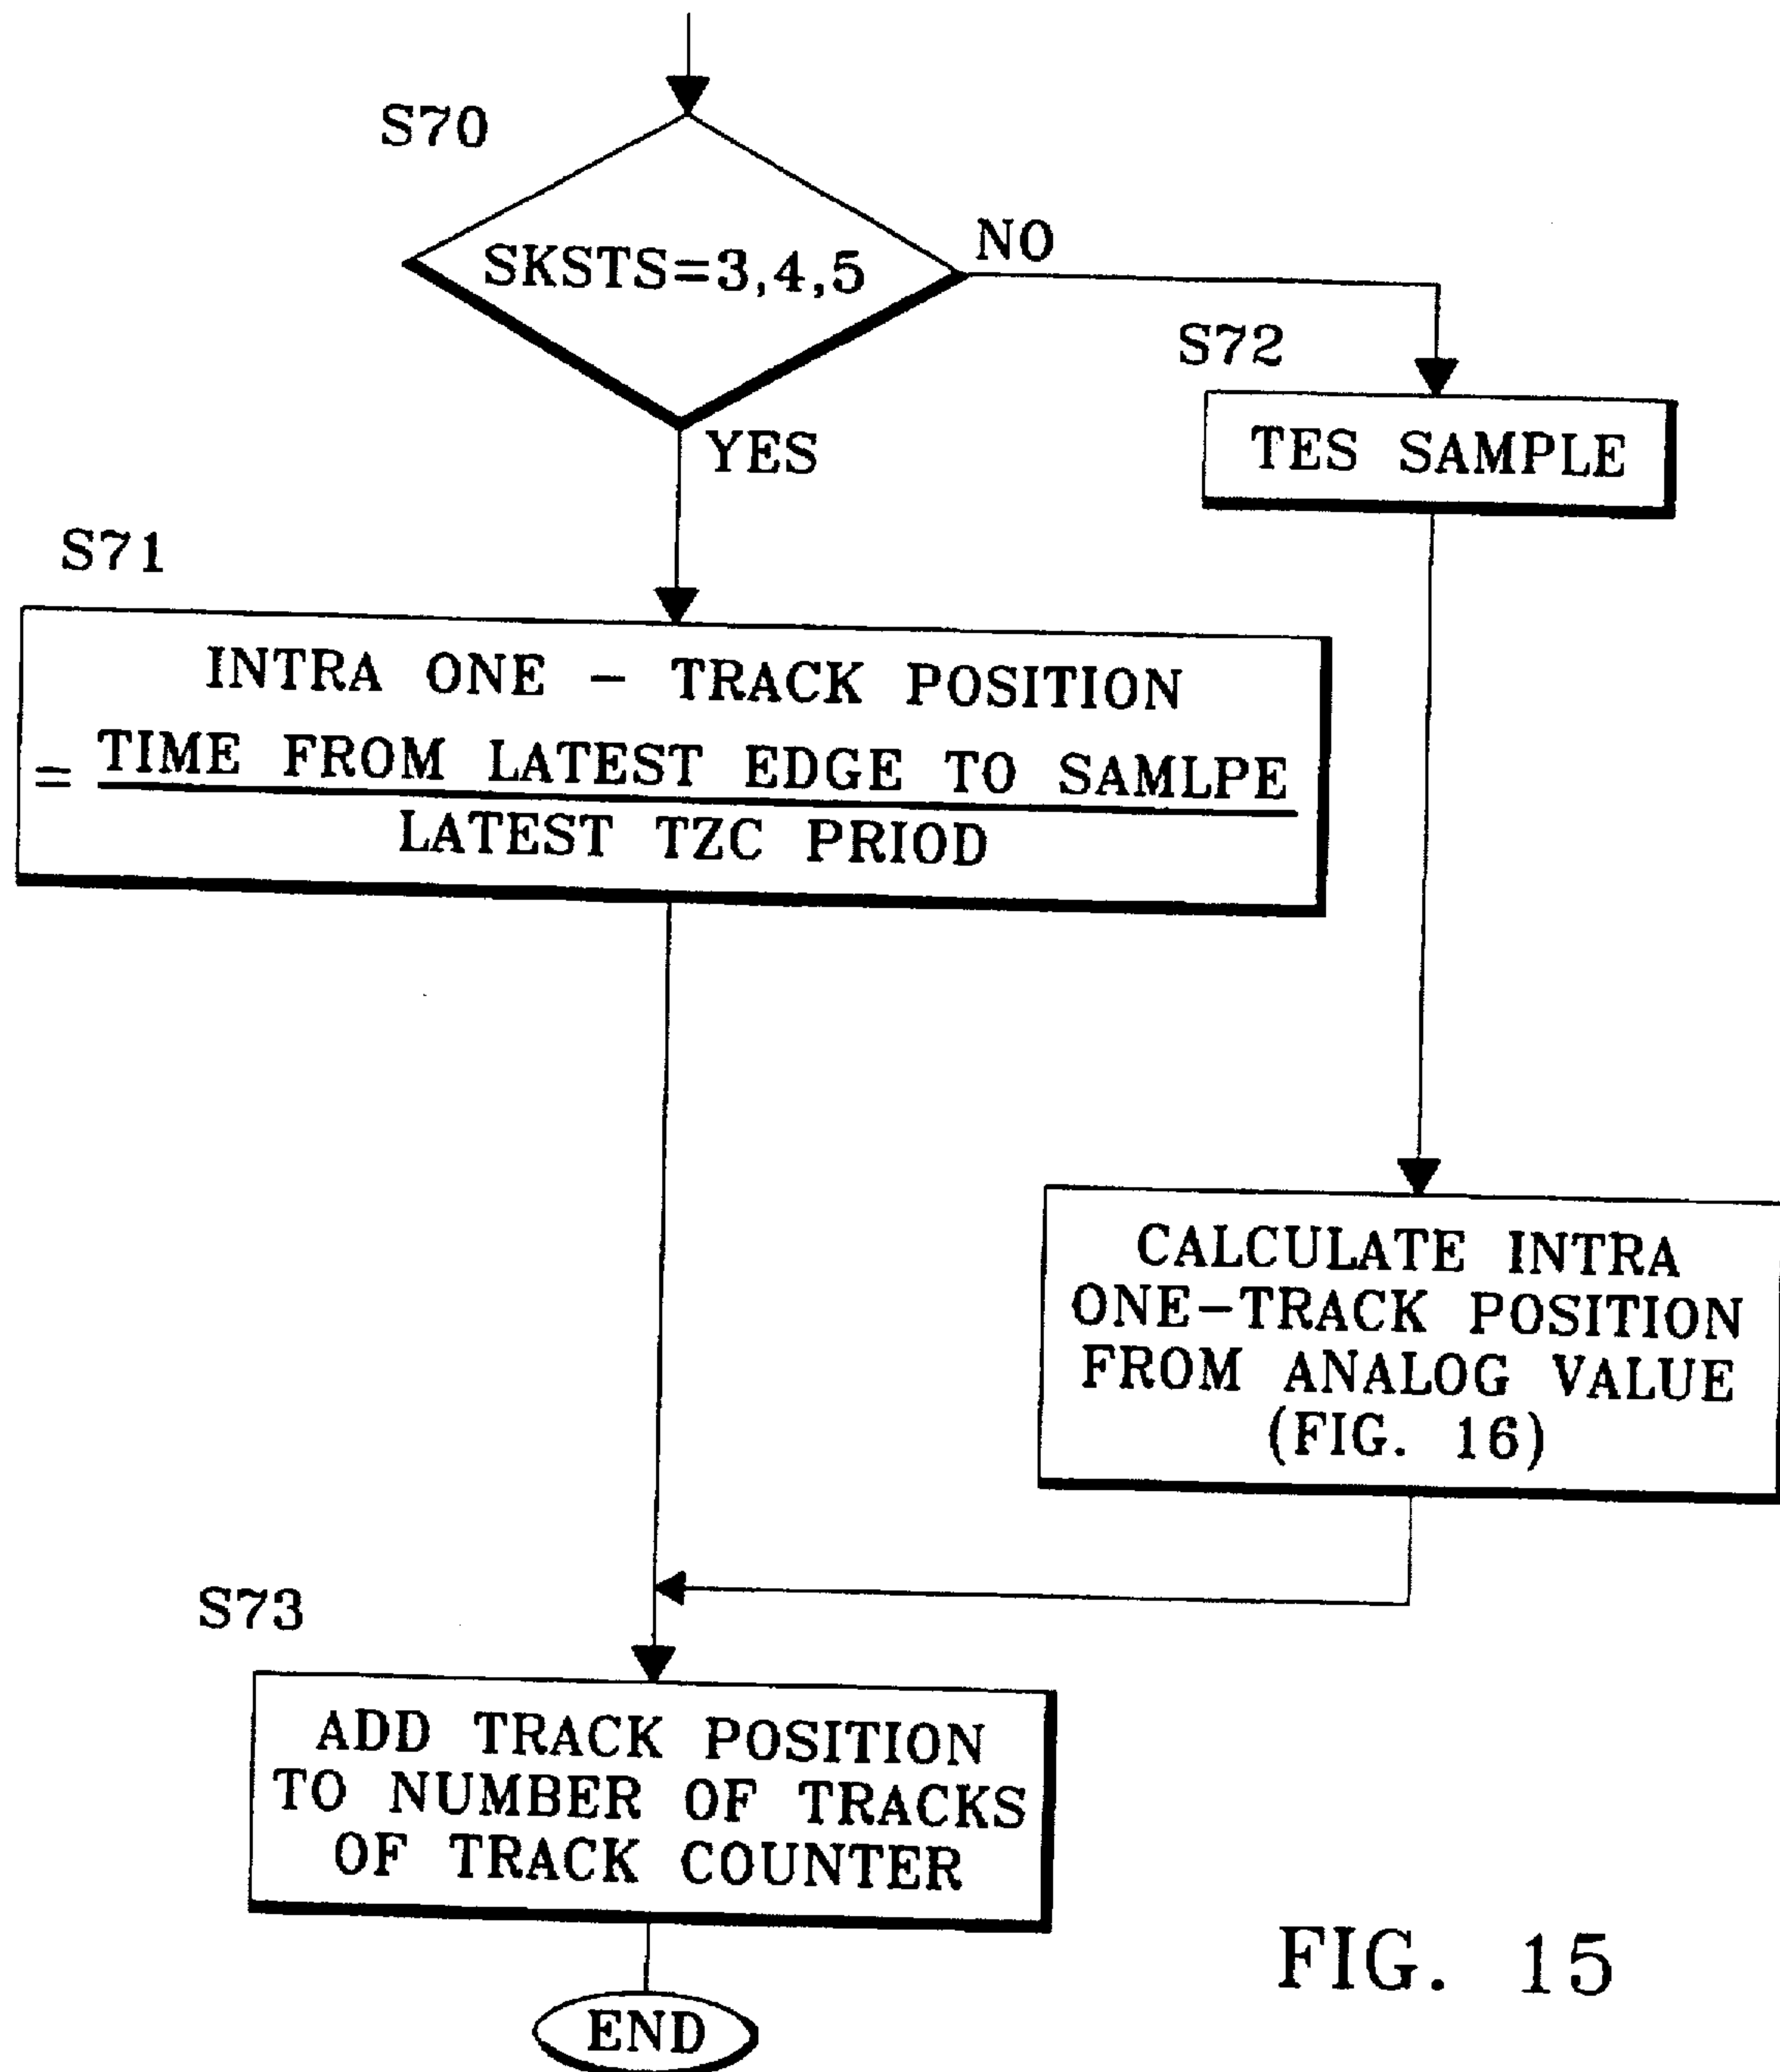 S70
SKSTS=3,4,5
NO
YES
S72
TES SAMPLE
S71
INTRA ONE – TRACK POSITION
= TIME FROM LATEST EDGE TO SAMLPE
LATEST TZC PRIOD
CALCULATE INTRA
ONE–TRACK POSITION
FROM ANALOG VALUE
(FIG. 16)
S73
ADD TRACK POSITION
TO NUMBER OF TRACKS
OF TRACK COUNTER
END
FIG. 15